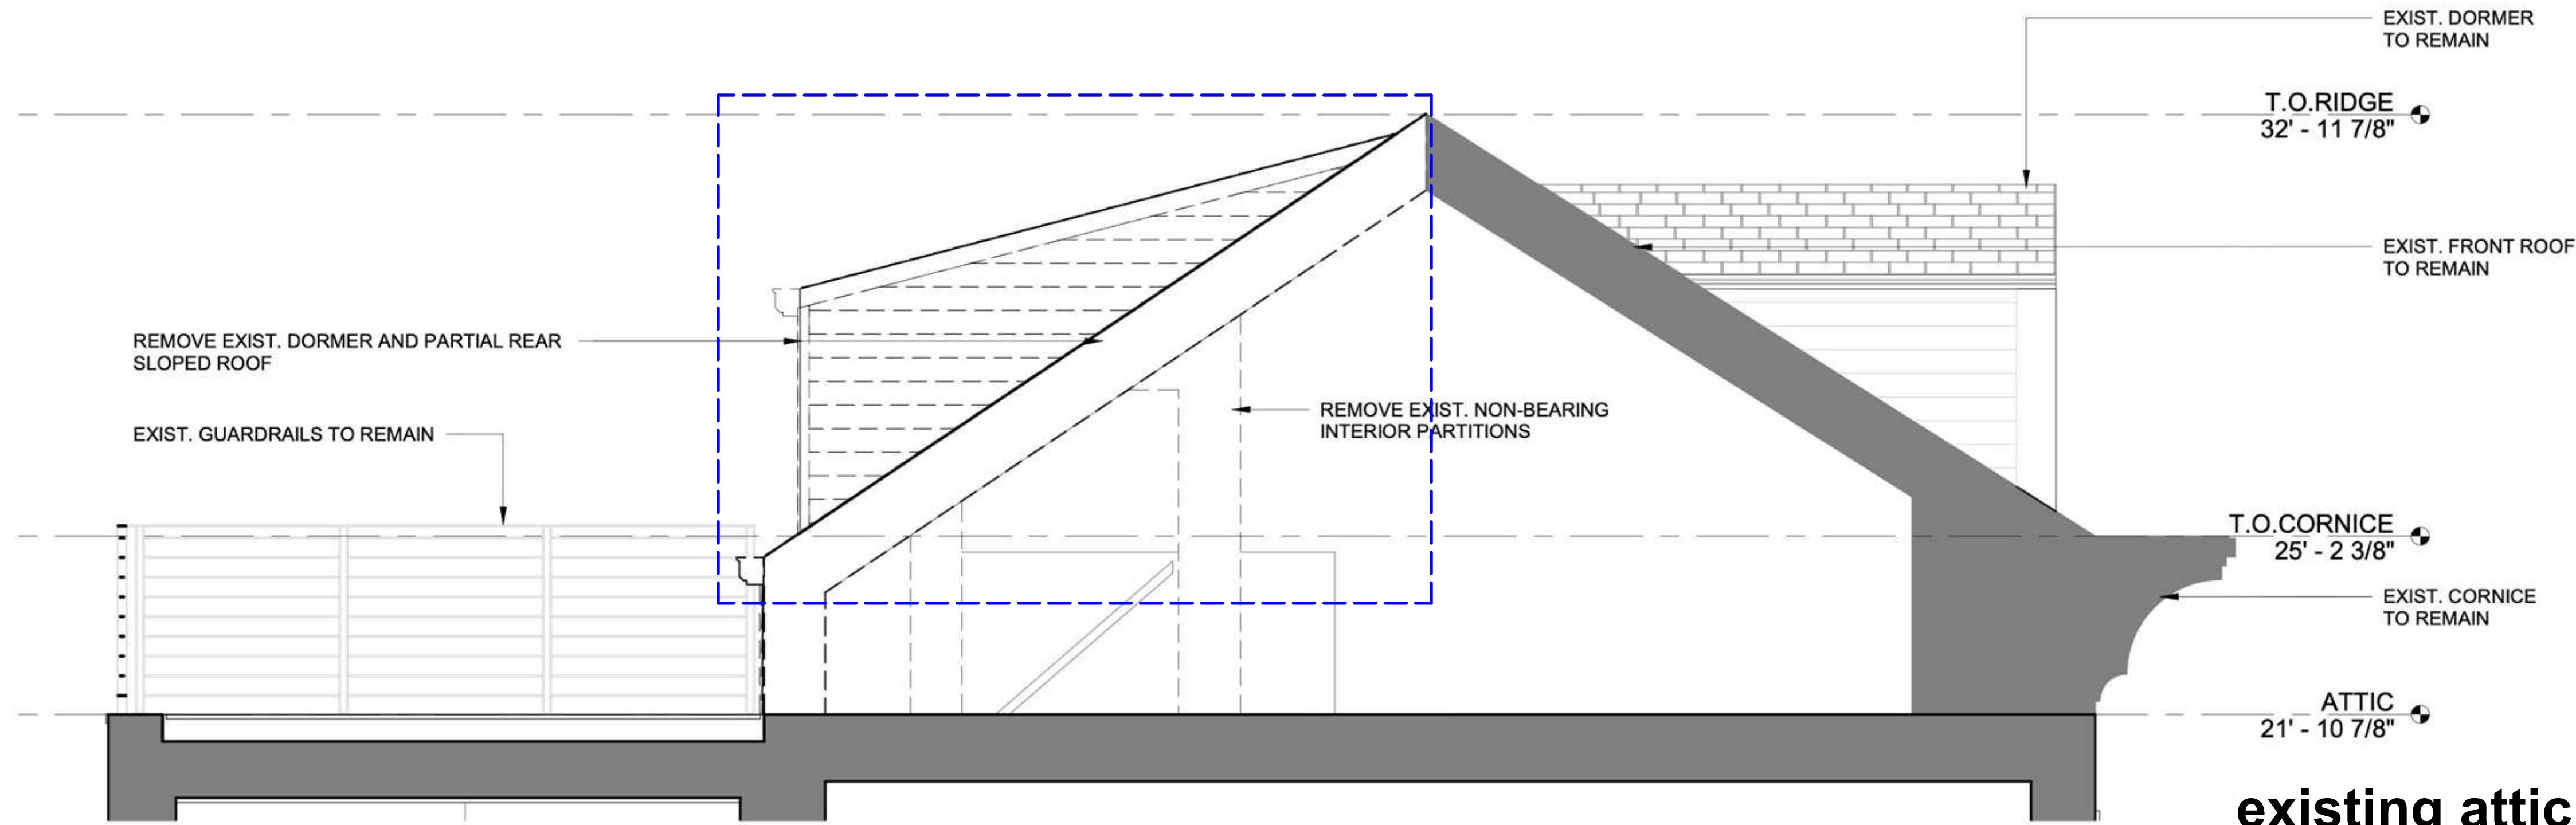 EXIST. DORMER
TO REMAIN
T.O.RIDGE
32' - 11 7/8"
EXIST. FRONT ROOF
TO REMAIN
REMOVE EXIST. DORMER AND PARTIAL REAR
SLOPED ROOF
REMOVE EXIST. NON-BEARING
INTERIOR PARTITIONS
EXIST. GUARDRAILS TO REMAIN
T.O.CORNICE
25' - 2 3/8"
EXIST. CORNICE
TO REMAIN
ATTIC
21' - 10 7/8"
existing attic